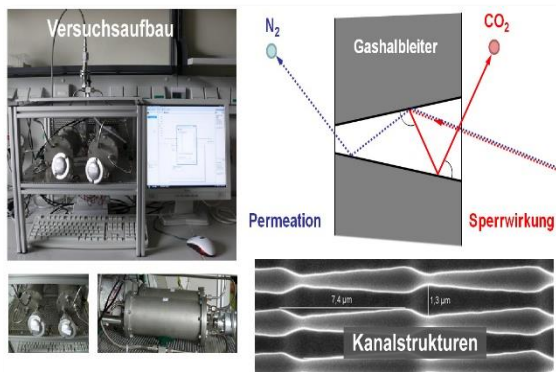 Versuchsaufbau
N₂
CO₂
Gashalbleiter
Permeation
Sperrwirkung
7,4 µm
1,3 µm
Kanalstrukturen